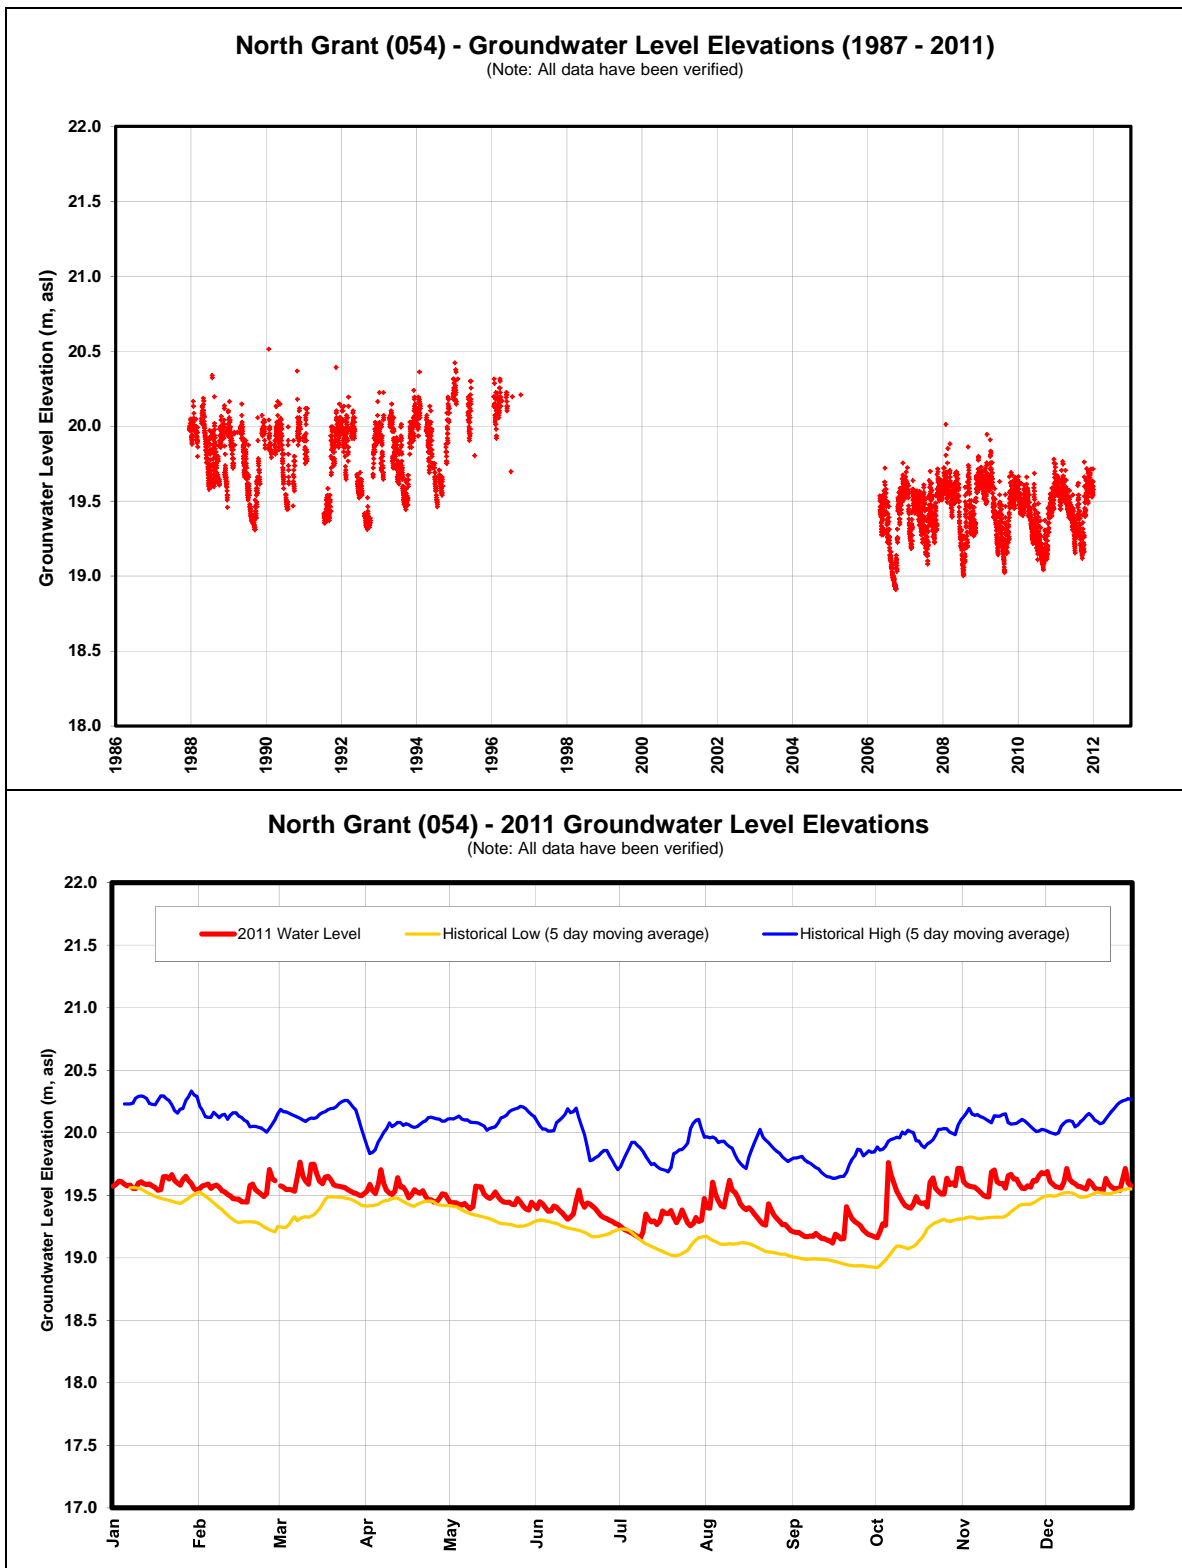 North Grant (054) - Groundwater Level Elevations (1987 - 2011)
(Note: All data have been verified)
Grounwater Level Elevation (m, asl)
22.0
21.5
21.0
20.5
20.0
19.5
19.0
18.5
18.0
1986 1988 1990 1992 1994 1996 1998 2000 2002 2004 2006 2008 2010 2012
North Grant (054) - 2011 Groundwater Level Elevations
(Note: All data have been verified)
2011 Water Level Historical Low (5 day moving average) Historical High (5 day moving average)
Groundwater Level Elevation (m, asl)
22.0
21.5
21.0
20.5
20.0
19.5
19.0
18.5
18.0
17.5
17.0
Jan Feb Mar Apr May Jun Jul Aug Sep Oct Nov Dec